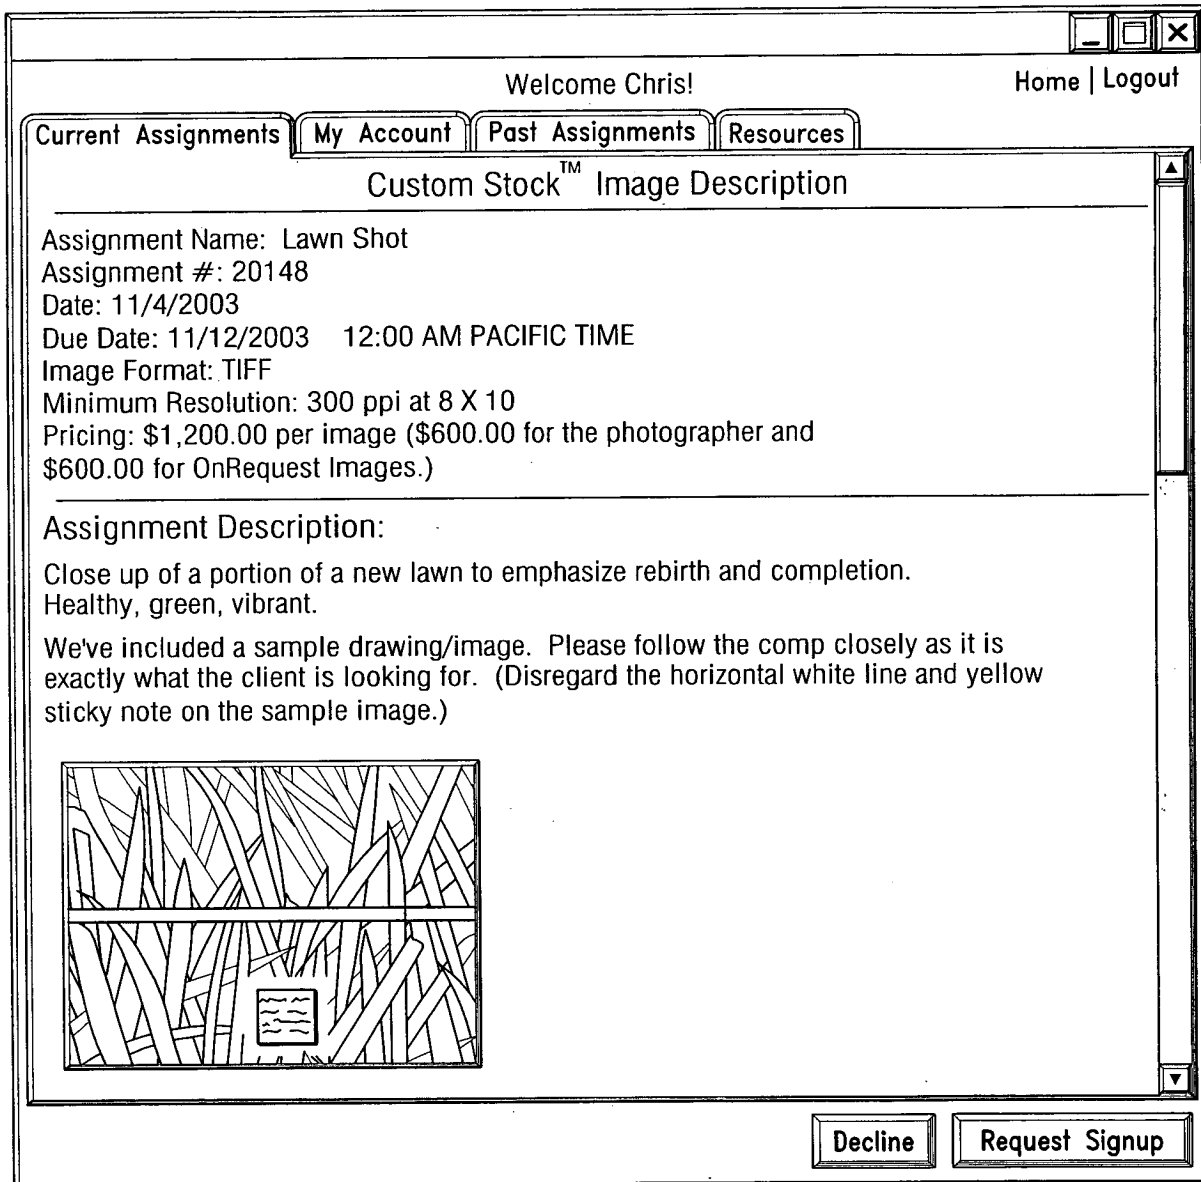 Welcome Chris!
Home | Logout
Current Assignments
My Account
Past Assignments
Resources
Custom Stock™ Image Description
Assignment Name: Lawn Shot
Assignment #: 20148
Date: 11/4/2003
Due Date: 11/12/2003 12:00 AM PACIFIC TIME
Image Format: TIFF
Minimum Resolution: 300 ppi at 8 X 10
Pricing: $1,200.00 per image ($600.00 for the photographer and
$600.00 for OnRequest Images.)
Assignment Description:
Close up of a portion of a new lawn to emphasize rebirth and completion.
Healthy, green, vibrant.
We've included a sample drawing/image. Please follow the comp closely as it is
exactly what the client is looking for. (Disregard the horizontal white line and yellow
sticky note on the sample image.)
Decline
Request Signup